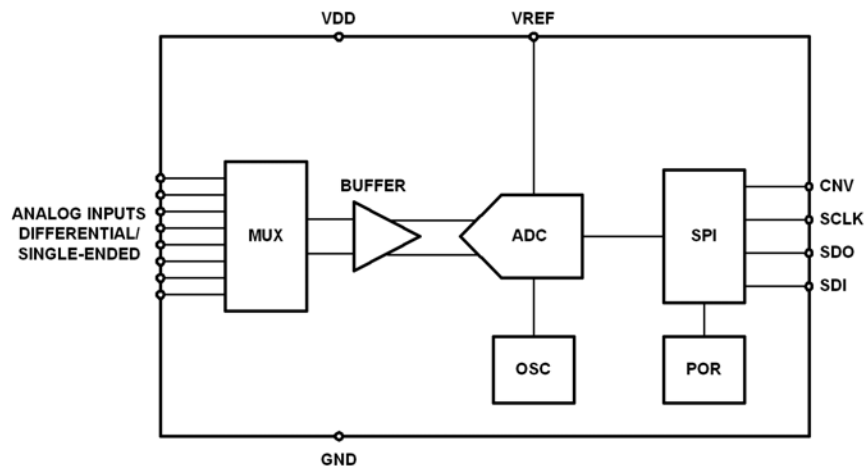 VDD
VREF
BUFFER
ANALOG INPUTS
DIFFERENTIAL/
SINGLE-ENDED
MUX
ADC
SPI
CNV
SCLK
SDO
SDI
OSC
POR
GND